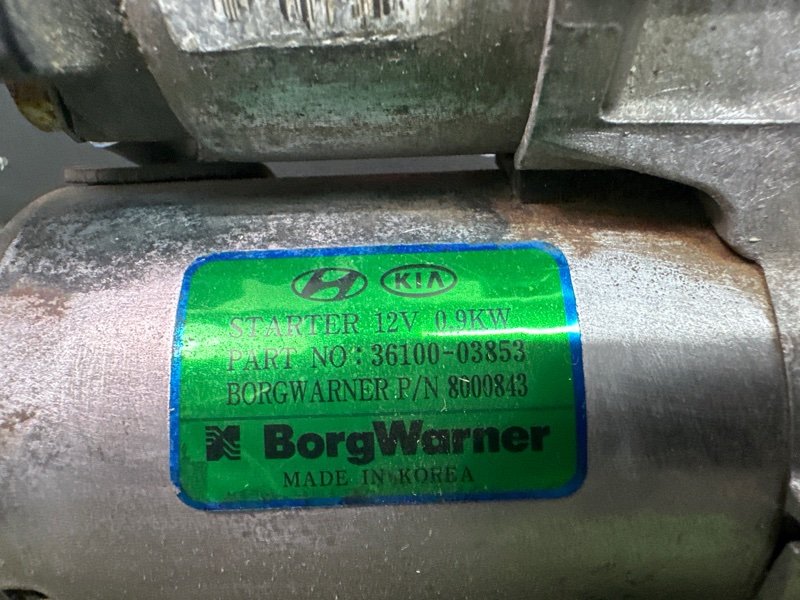 KIA
STARTER 12V 0.9KW
PART NO : 36100-03853
BORGWARNER P/N 8000843
BorgWarner
MADE IN KOREA